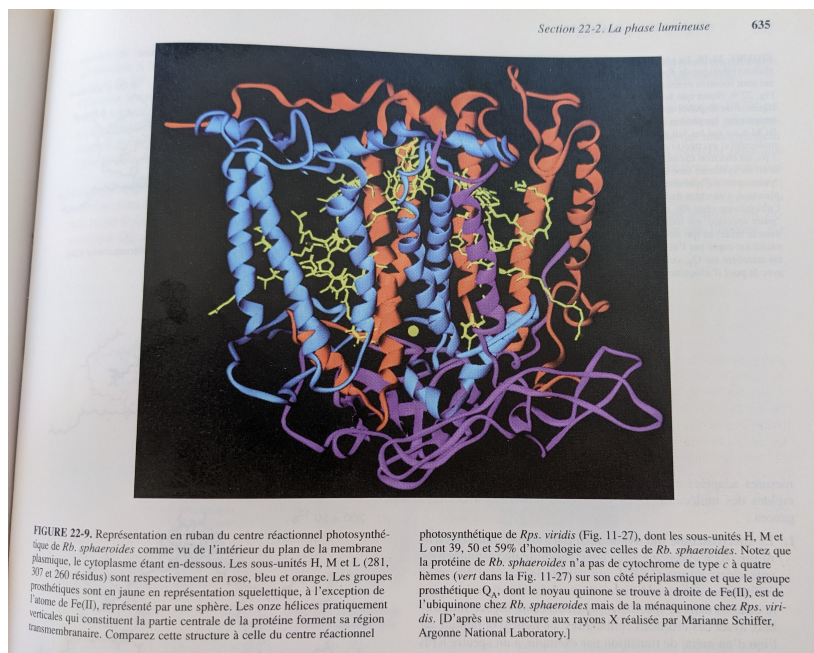 Section 22-2. La phase lumineuse 635
FIGURE 22-9. Représentation en ruban du centre réactionnel photosynthé-
tique de Rb. sphaeroides comme vu de l'intérieur du plan de la membrane
plasmique, le cytoplasme étant en-dessous. Les sous-unités H, M et L (281,
307 et 260 résidus) sont respectivement en rose, bleu et orange. Les groupes
prosthétiques sont en jaune en représentation squelettique, à l'exception de
l'atome de Fe(II), représenté par une sphère. Les onze hélices pratiquement
verticales qui constituent la partie centrale de la protéine forment sa région
transmembranaire. Comparez cette structure à celle du centre réactionnel
photosynthétique de Rps. viridis (Fig. 11-27), dont les sous-unités H, M et
L ont 39, 50 et 59% d'homologie avec celles de Rb. sphaeroides. Notez que
la protéine de Rb. sphaeroides n'a pas de cytochrome de type c à quatre
hèmes (vert dans la Fig. 11-27) sur son côté périplasmique et que le groupe
prosthétique QA, dont le noyau quinone se trouve à droite de Fe(II), est de
l'ubiquinone chez Rb. sphaeroides mais de la ménaquinone chez Rps. viri-
dis. [D'après une structure aux rayons X réalisée par Marianne Schiffer,
Argonne National Laboratory.]